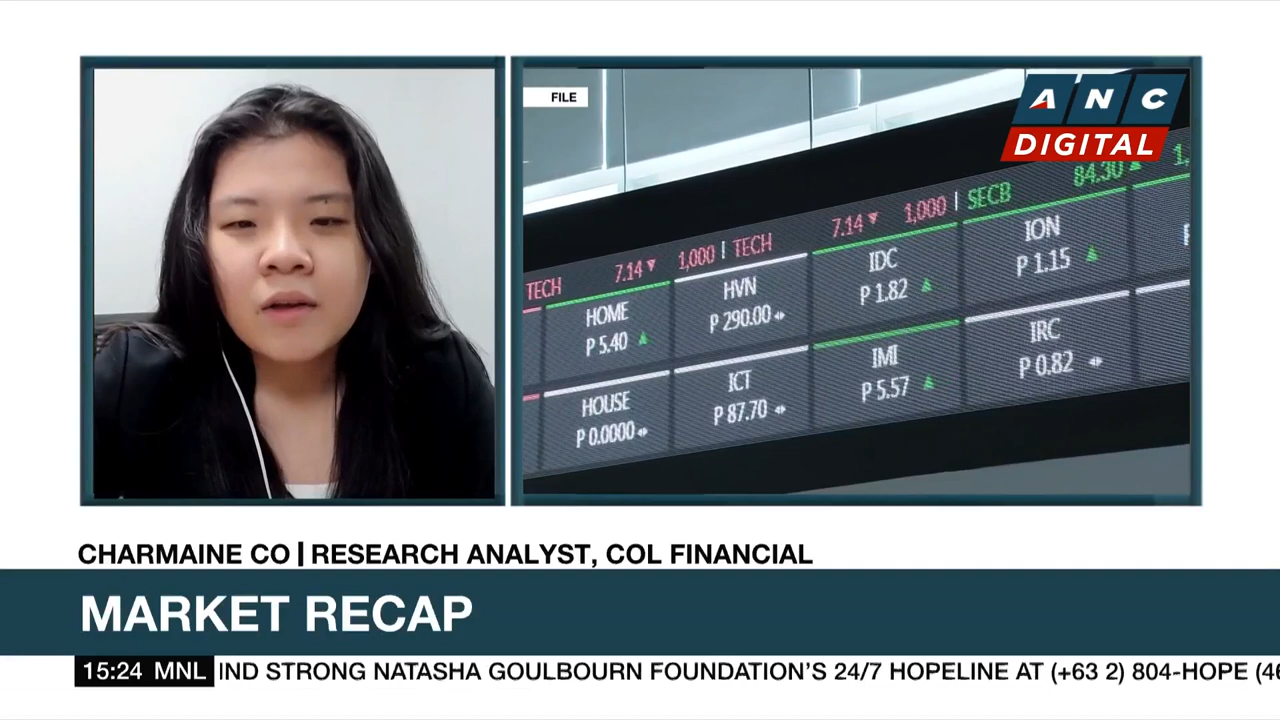 FILE
ANC
DIGITAL
TECH 7.14▼ 1,000 | TECH 7.14▼ 1,000 | SECB 84.30▲
HOME
P 5.40 ▲
HVN
P 290.00
IDC
P 1.82 ▲
ION
P 1.15 ▲
HOUSE
P 0.0000
ICT
P 87.70
IMI
P 5.57 ▲
IRC
P 0.82
CHARMAINE CO | RESEARCH ANALYST, COL FINANCIAL
MARKET RECAP
15:24 MNL IND STRONG NATASHA GOULBOURN FOUNDATION'S 24/7 HOPELINE AT (+63 2) 804-HOPE (46